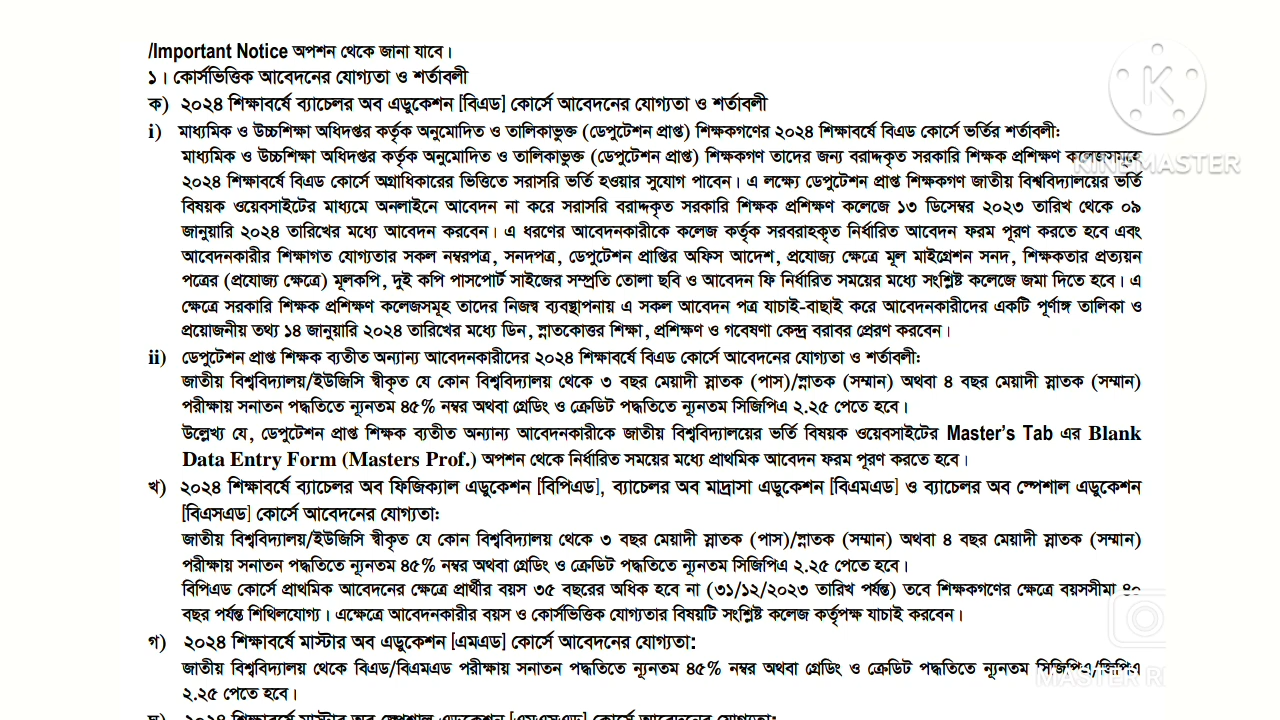 /Important Notice অপশন থেকে জানা যাবে।
১। কোর্সভিত্তিক আবেদনের যোগ্যতা ও শর্তাবলী
ক) ২০২৪ শিক্ষাবর্ষে ব্যাচেলর অব এডুকেশন [বিএড] কোর্সে আবেদনের যোগ্যতা ও শর্তাবলী
i) মাধ্যমিক ও উচ্চশিক্ষা অধিদপ্তর কর্তৃক অনুমোদিত ও তালিকাভুক্ত (ডেপুটেশন প্রাপ্ত) শিক্ষকগণের ২০২৪ শিক্ষাবর্ষে বিএড কোর্সে ভর্তির শর্তাবলী:
মাধ্যমিক ও উচ্চশিক্ষা অধিদপ্তর কর্তৃক অনুমোদিত ও তালিকাভুক্ত (ডেপুটেশন প্রাপ্ত) শিক্ষকগণ তাদের জন্য বরাদ্দকৃত সরকারি শিক্ষক প্রশিক্ষণ কলেজসমূহে
২০২৪ শিক্ষাবর্ষে বিএড কোর্সে অগ্রাধিকারের ভিত্তিতে সরাসরি ভর্তি হওয়ার সুযোগ পাবেন। এ লক্ষ্যে ডেপুটেশন প্রাপ্ত শিক্ষকগণ জাতীয় বিশ্ববিদ্যালয়ের ভর্তি
বিষয়ক ওয়েবসাইটের মাধ্যমে অনলাইনে আবেদন না করে সরাসরি বরাদ্দকৃত সরকারি শিক্ষক প্রশিক্ষণ কলেজে ১৩ ডিসেম্বর ২০২৩ তারিখ থেকে ০৯
জানুয়ারি ২০২৪ তারিখের মধ্যে আবেদন করবেন। এ ধরণের আবেদনকারীকে কলেজ কর্তৃক সরবরাহকৃত নির্ধারিত আবেদন ফরম পূরণ করতে হবে এবং
আবেদনকারীর শিক্ষাগত যোগ্যতার সকল নম্বরপত্র, সনদপত্র, ডেপুটেশন প্রাপ্তির অফিস আদেশ, প্রযোজ্য ক্ষেত্রে মূল মাইগ্রেশন সনদ, শিক্ষকতার প্রত্যয়ন
পত্রের (প্রযোজ্য ক্ষেত্রে) মূলকপি, দুই কপি পাসপোর্ট সাইজের সম্প্রতি তোলা ছবি ও আবেদন ফি নির্ধারিত সময়ের মধ্যে সংশ্লিষ্ট কলেজে জমা দিতে হবে। এ
ক্ষেত্রে সরকারি শিক্ষক প্রশিক্ষণ কলেজসমূহ তাদের নিজস্ব ব্যবস্থাপনায় এ সকল আবেদন পত্র যাচাই-বাছাই করে আবেদনকারীদের একটি পূর্ণাঙ্গ তালিকা ও
প্রয়োজনীয় তথ্য ১৪ জানুয়ারি ২০২৪ তারিখের মধ্যে ডিন, স্নাতকোত্তর শিক্ষা, প্রশিক্ষণ ও গবেষণা কেন্দ্র বরাবর প্রেরণ করবেন।
ii) ডেপুটেশন প্রাপ্ত শিক্ষক ব্যতীত অন্যান্য আবেদনকারীদের ২০২৪ শিক্ষাবর্ষে বিএড কোর্সে আবেদনের যোগ্যতা ও শর্তাবলী:
জাতীয় বিশ্ববিদ্যালয়/ইউজিসি স্বীকৃত যে কোন বিশ্ববিদ্যালয় থেকে ৩ বছর মেয়াদী স্নাতক (পাস)/স্নাতক (সম্মান) অথবা ৪ বছর মেয়াদী স্নাতক (সম্মান)
পরীক্ষায় সনাতন পদ্ধতিতে ন্যূনতম ৪৫% নম্বর অথবা গ্রেডিং ও ক্রেডিট পদ্ধতিতে ন্যূনতম সিজিপিএ ২.২৫ পেতে হবে।
উল্লেখ্য যে, ডেপুটেশন প্রাপ্ত শিক্ষক ব্যতীত অন্যান্য আবেদনকারীকে জাতীয় বিশ্ববিদ্যালয়ের ভর্তি বিষয়ক ওয়েবসাইটের Master's Tab এর Blank
Data Entry Form (Masters Prof.) অপশন থেকে নির্ধারিত সময়ের মধ্যে প্রাথমিক আবেদন ফরম পূরণ করতে হবে।
খ) ২০২৪ শিক্ষাবর্ষে ব্যাচেলর অব ফিজিক্যাল এডুকেশন [বিপিএড], ব্যাচেলর অব মাদ্রাসা এডুকেশন [বিএমএড] ও ব্যাচেলর অব স্পেশাল এডুকেশন
[বিএসএড] কোর্সে আবেদনের যোগ্যতা:
জাতীয় বিশ্ববিদ্যালয়/ইউজিসি স্বীকৃত যে কোন বিশ্ববিদ্যালয় থেকে ৩ বছর মেয়াদী স্নাতক (পাস)/স্নাতক (সম্মান) অথবা ৪ বছর মেয়াদী স্নাতক (সম্মান)
পরীক্ষায় সনাতন পদ্ধতিতে ন্যূনতম ৪৫% নম্বর অথবা গ্রেডিং ও ক্রেডিট পদ্ধতিতে ন্যূনতম সিজিপিএ ২.২৫ পেতে হবে।
বিপিএড কোর্সে প্রাথমিক আবেদনের ক্ষেত্রে প্রার্থীর বয়স ৩৫ বছরের অধিক হবে না (৩১/১২/২০২৩ তারিখ পর্যন্ত) তবে শিক্ষকগণের ক্ষেত্রে বয়সসীমা ৪০
বছর পর্যন্ত শিথিলযোগ্য। এক্ষেত্রে আবেদনকারীর বয়স ও কোর্সভিত্তিক যোগ্যতার বিষয়টি সংশ্লিষ্ট কলেজ কর্তৃপক্ষ যাচাই করবেন।
গ) ২০২৪ শিক্ষাবর্ষে মাস্টার অব এডুকেশন [এমএড] কোর্সে আবেদনের যোগ্যতা:
জাতীয় বিশ্ববিদ্যালয় থেকে বিএড/বিএমএড পরীক্ষায় সনাতন পদ্ধতিতে ন্যূনতম ৪৫% নম্বর অথবা গ্রেডিং ও ক্রেডিট পদ্ধতিতে ন্যূনতম সিজিপিএ/জিপিএ
২.২৫ পেতে হবে।
ঘ) ২০২৪ শিক্ষাবর্ষে মাস্টার অব স্পেশাল এডুকেশন [এমএসএড] কোর্সে আবেদনের যোগ্যতা:
KINEMASTER